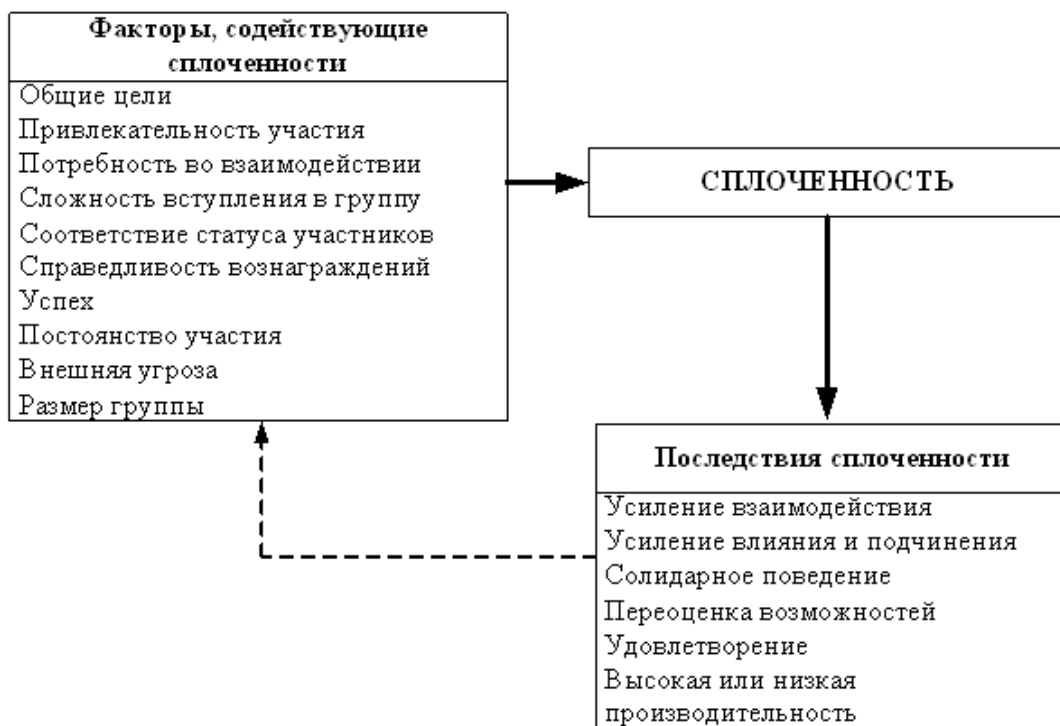 Факторы, содействующие
сплоченности
Общие цели
Привлекательность участия
Потребность во взаимодействии
Сложность вступления в группу
Соответствие статуса участников
Справедливость вознаграждений
Успех
Постоянство участия
Внешняя угроза
Размер группы
СПЛОЧЕННОСТЬ
Последствия сплоченности
Усиление взаимодействия
Усиление влияния и подчинения
Солидарное поведение
Переоценка возможностей
Удовлетворение
Высокая или низкая
производительность